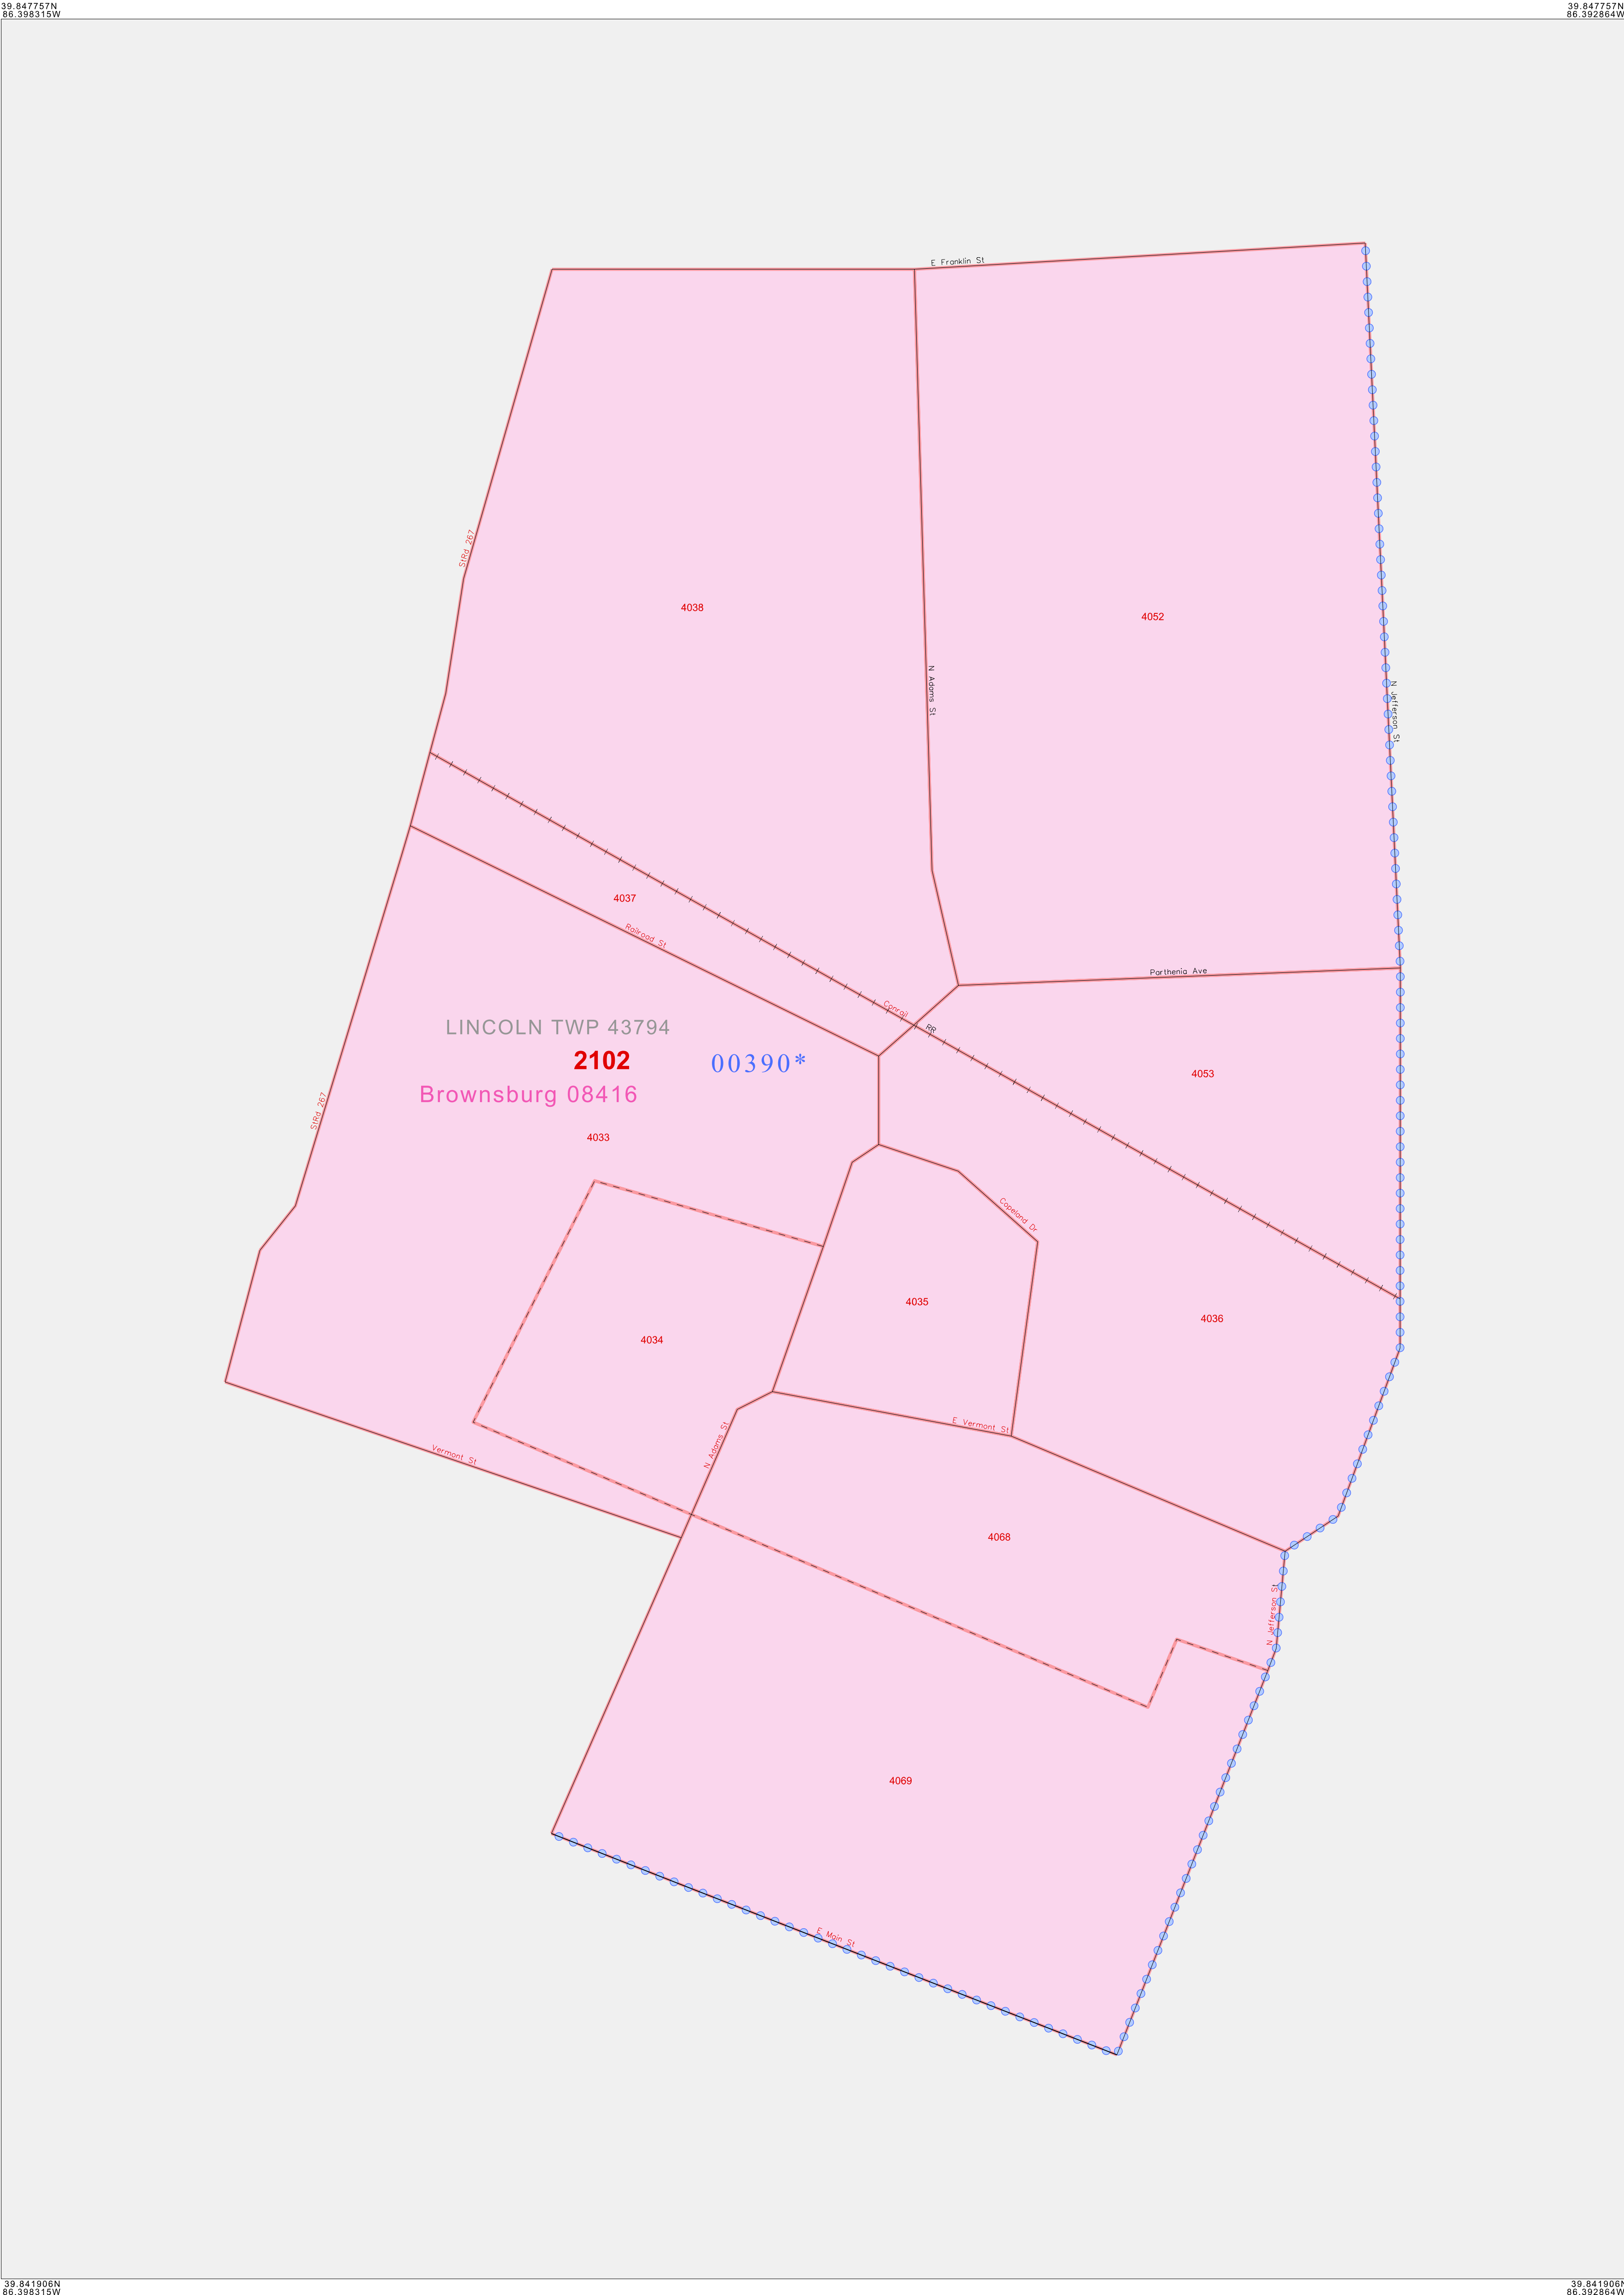 39.847757N
86.398315W
39.847757N
86.392864W
E Franklin St
StRd 267
4038
4052
N Adams St
N Jefferson St
4037
Railroad St
Parthenia Ave
Conrail
RR
LINCOLN TWP 43794
2102
00390*
Brownsburg 08416
4053
StRd 267
4033
Copeland Dr
4035
4036
4034
E Vermont St
N Adams St
Vermont St
4068
N Jefferson St
4069
E Main St
39.841906N
86.398315W
39.841906N
86.392864W